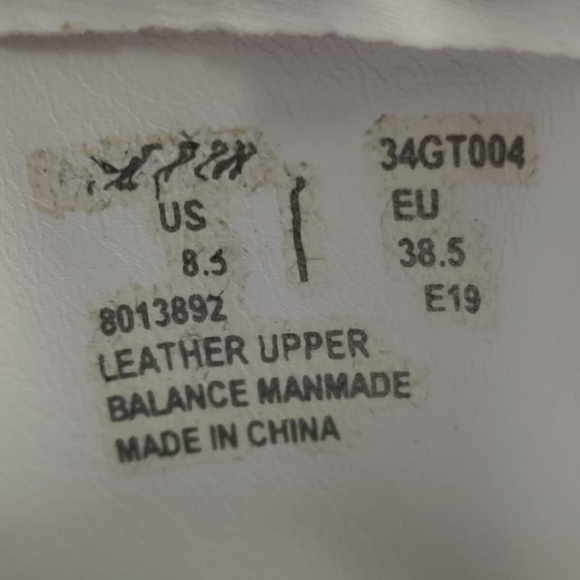 34GT004
US EU
8.5 38.5
8013892 E19
LEATHER UPPER
BALANCE MANMADE
MADE IN CHINA